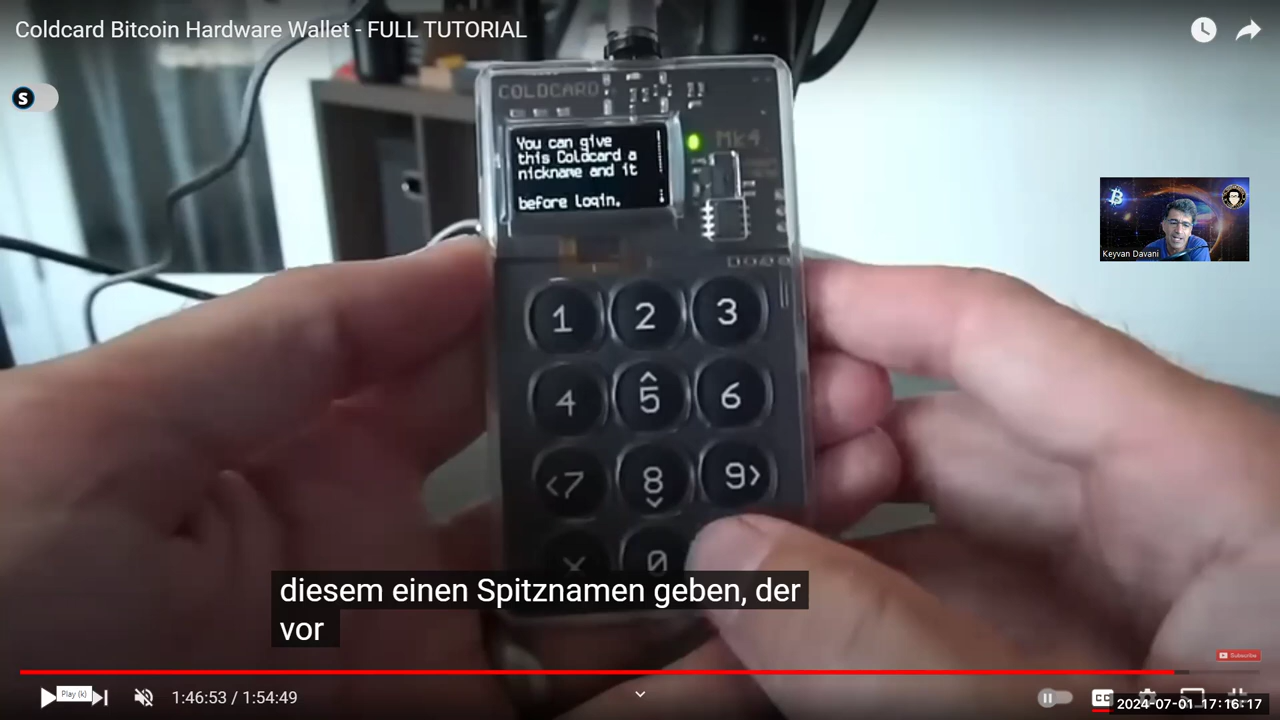 Coldcard Bitcoin Hardware Wallet - FULL TUTORIAL
S
COLDCARD
You can give
this Coldcard a
nickname and it
before login.
Mk4
Keyvan Davani
1 2 3
4 5 6
<7 8 9>
X 0
diesem einen Spitznamen geben, der
vor
Subscribe
Play (k)
1:46:53 / 1:54:49
CC
2024-07-01 17:16:17